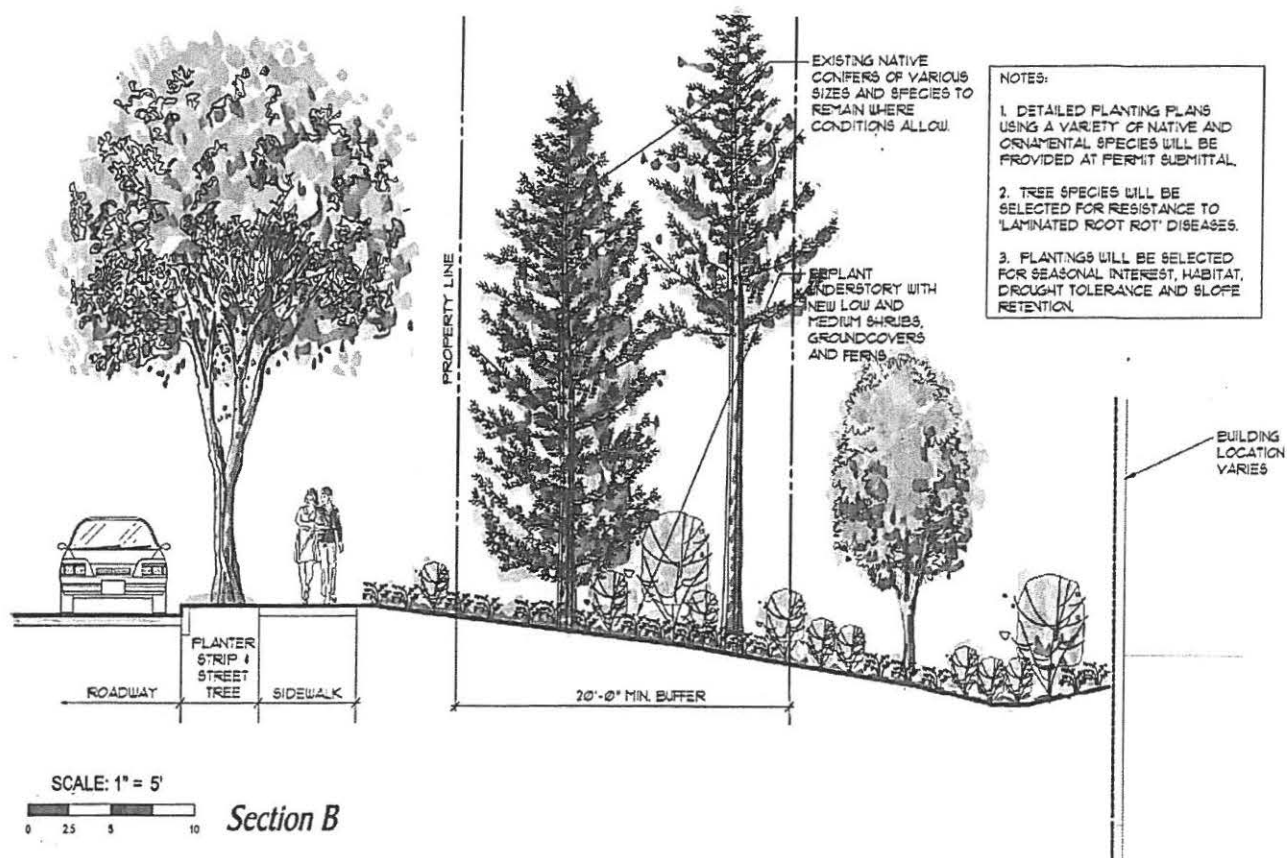 EXISTING NATIVE
CONIFERS OF VARIOUS
SIZES AND SPECIES TO
REMAIN WHERE
CONDITIONS ALLOW.
NOTES:
1. DETAILED PLANTING PLANS
USING A VARIETY OF NATIVE AND
ORNAMENTAL SPECIES WILL BE
PROVIDED AT PERMIT SUBMITTAL.
2. TREE SPECIES WILL BE
SELECTED FOR RESISTANCE TO
'LAMINATED ROOT ROT' DISEASES.
3. PLANTINGS WILL BE SELECTED
FOR SEASONAL INTEREST, HABITAT,
DROUGHT TOLERANCE AND SLOPE
RETENTION.
PROPERTY LINE
REPLANT
UNDERSTORY WITH
NEW LOW AND
MEDIUM SHRUBS,
GROUNDCOVERS
AND FERNS
BUILDING
LOCATION
VARIES
PLANTER
STRIP &
STREET
TREE
ROADWAY
SIDEWALK
20'-0" MIN. BUFFER
SCALE: 1" = 5'
0 2.5 5 10
Section B